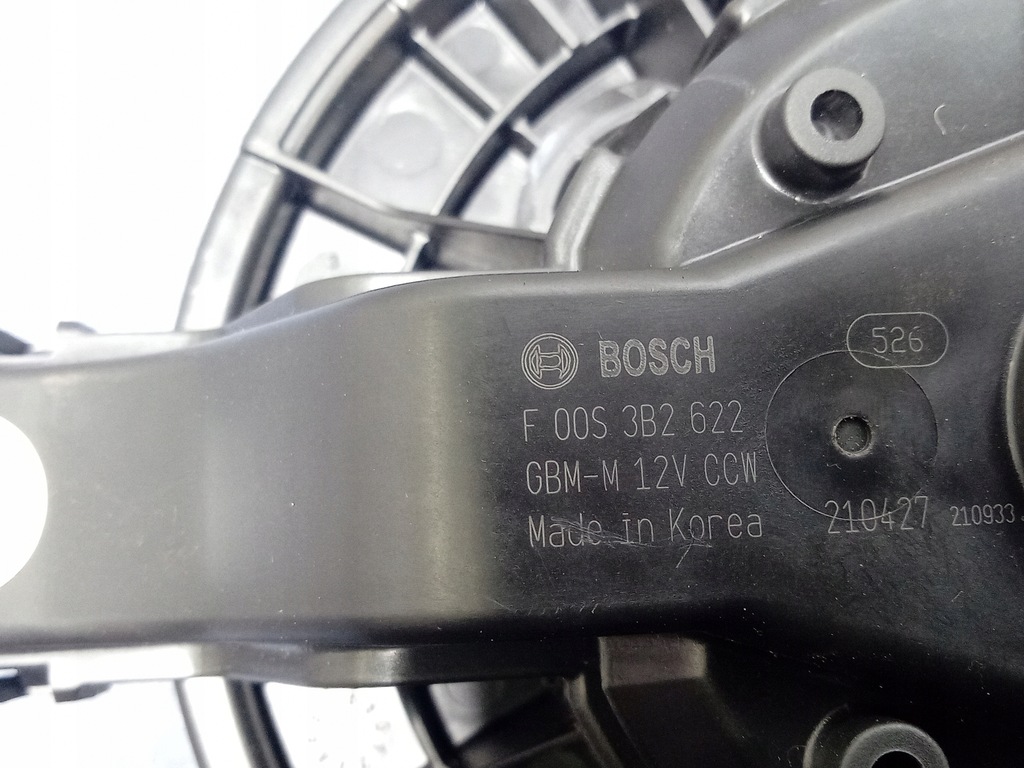 BOSCH
526
F 00S 3B2 622
GBM-M 12V CCW
Made in Korea
210427 210933